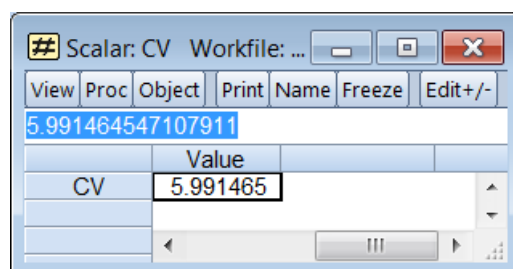 Scalar: CV Workfile: ...
View Proc Object Print Name Freeze Edit+/-
5.991464547107911
Value
CV 5.991465